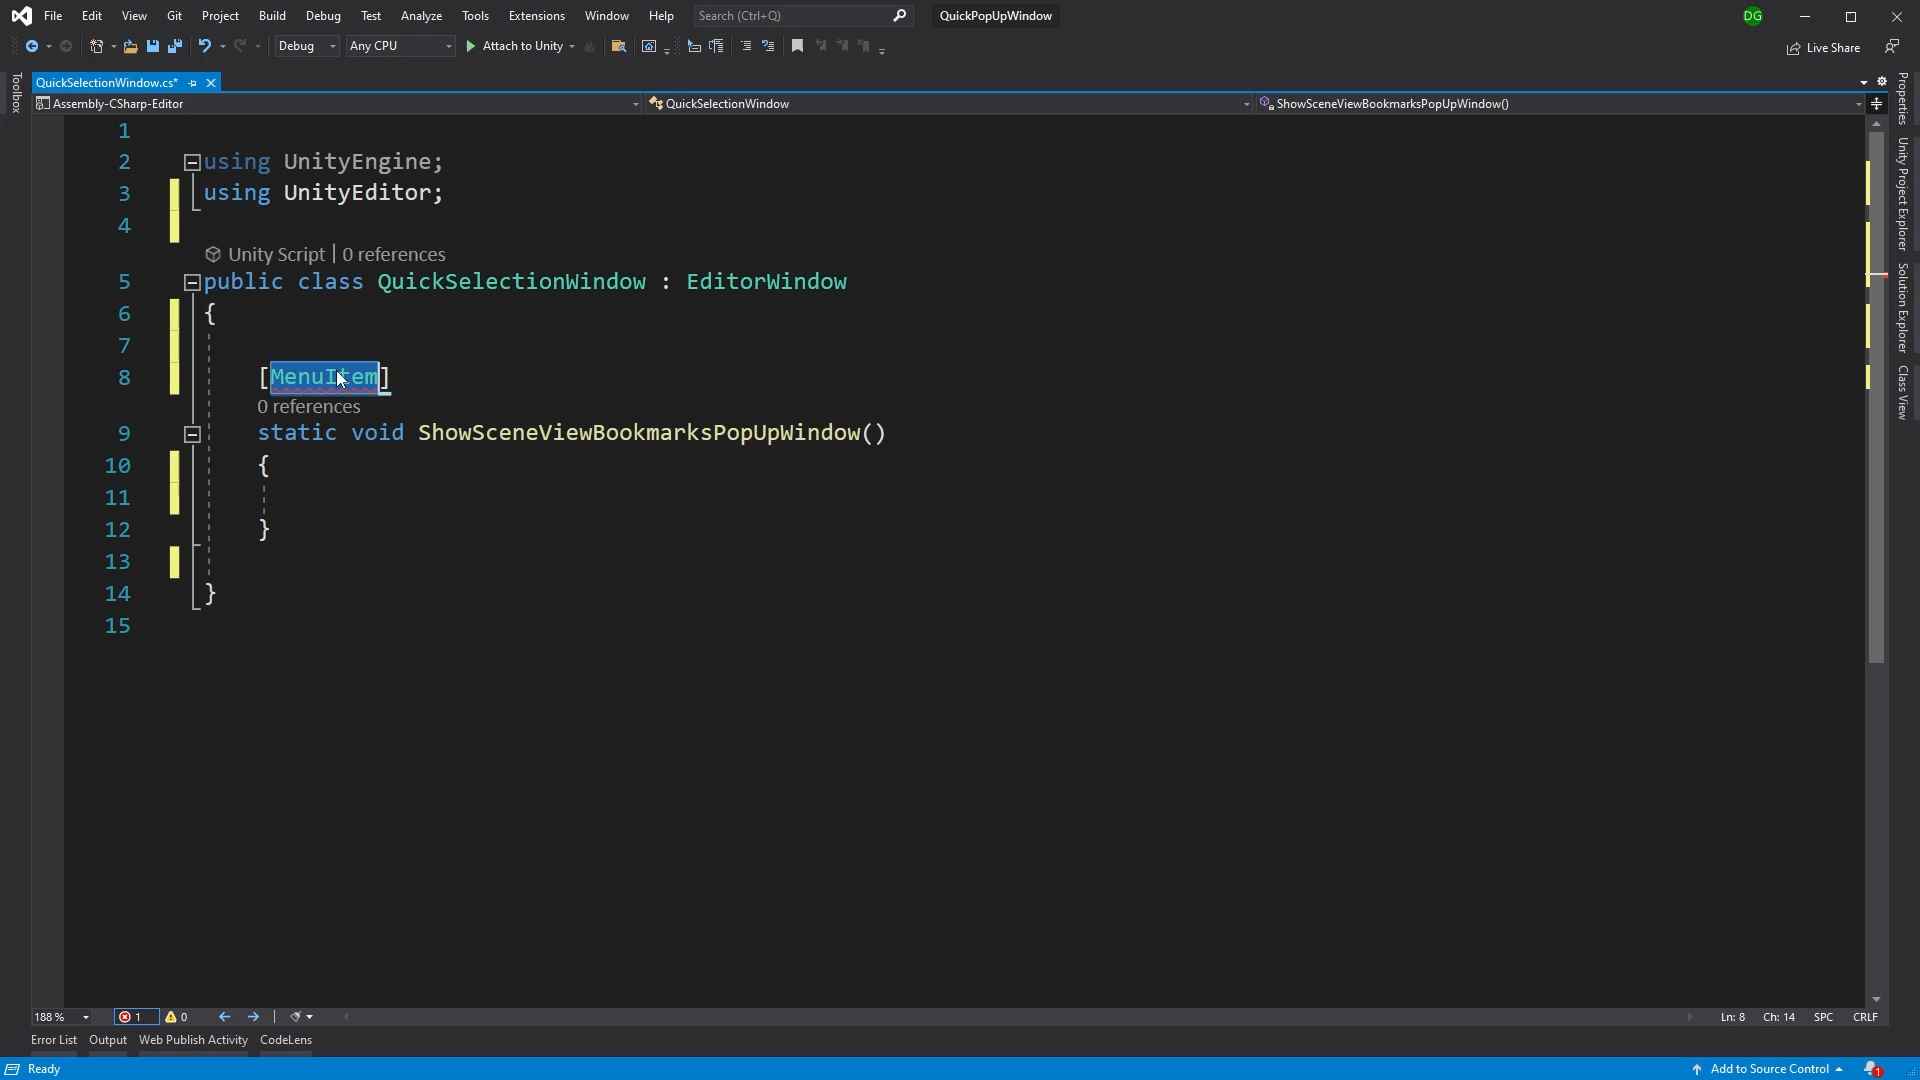 File Edit View Git Project Build Debug Test Analyze Tools Extensions Window Help Search (Ctrl+Q) QuickPopUpWindow DG
Debug Any CPU Attach to Unity Live Share
QuickSelectionWindow.cs*
Assembly-CSharp-Editor QuickSelectionWindow ShowSceneViewBookmarksPopUpWindow()
Toolbox
Properties
Unity Project Explorer
Solution Explorer
Class View
1
2 using UnityEngine;
3 using UnityEditor;
4
Unity Script | 0 references
5 public class QuickSelectionWindow : EditorWindow
6 {
7
8 [MenuItem]
0 references
9 static void ShowSceneViewBookmarksPopUpWindow()
10 {
11
12 }
13
14 }
15
188 % 1 0 Ln: 8 Ch: 14 SPC CRLF
Error List Output Web Publish Activity CodeLens
Ready Add to Source Control 1